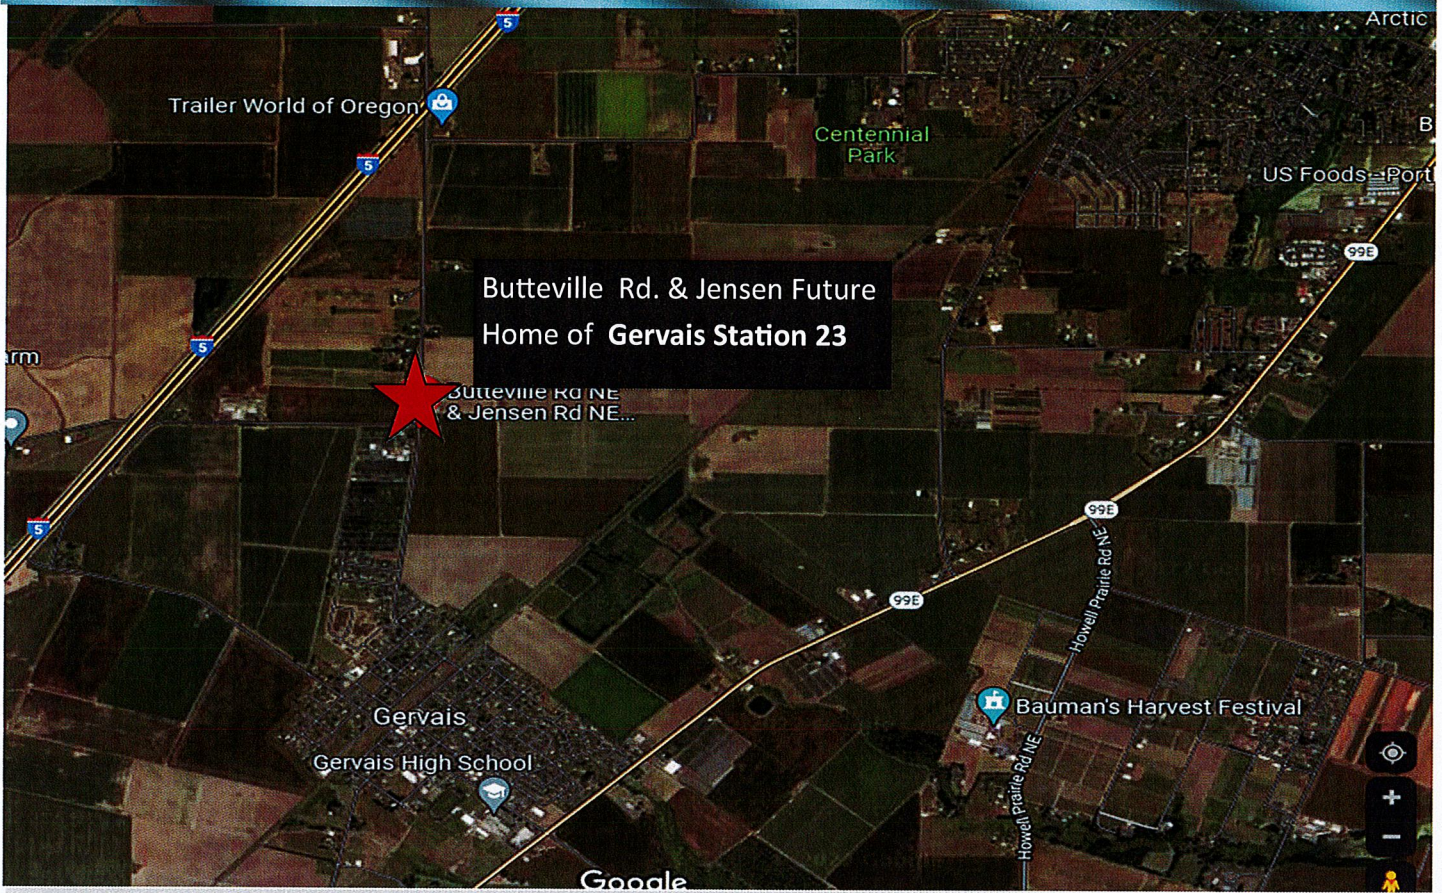 5
Arctic
Trailer World of Oregon
B
Centennial
Park
5
US Foods - Portl
99E
Butteville Rd. & Jensen Future
Home of Gervais Station 23
5
arm
Butteville Rd NE
& Jensen Rd NE...
99E
5
Howell Prairie Rd NE
99E
Bauman's Harvest Festival
Gervais
Howell Prairie Rd NE
Gervais High School
+
−
Google